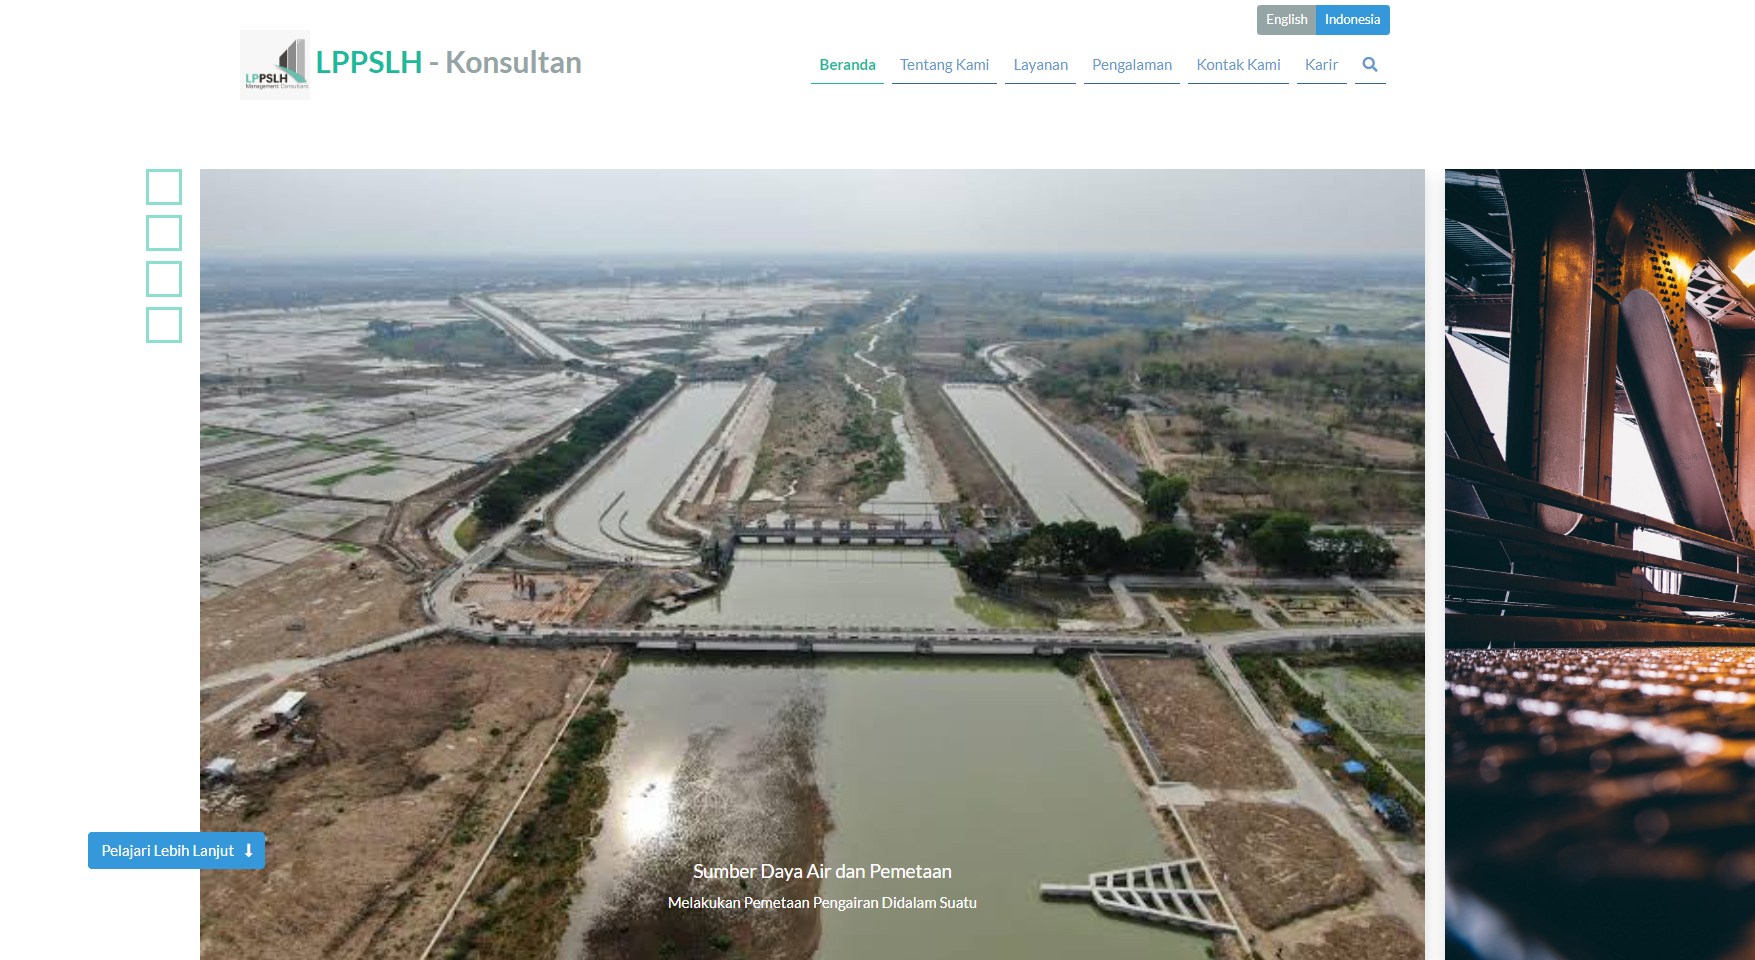 English Indonesia
LPPSLH
Management Consultant
LPPSLH - Konsultan
Beranda Tentang Kami Layanan Pengalaman Kontak Kami Karir
Pelajari Lebih Lanjut
Sumber Daya Air dan Pemetaan
Melakukan Pemetaan Pengairan Didalam Suatu